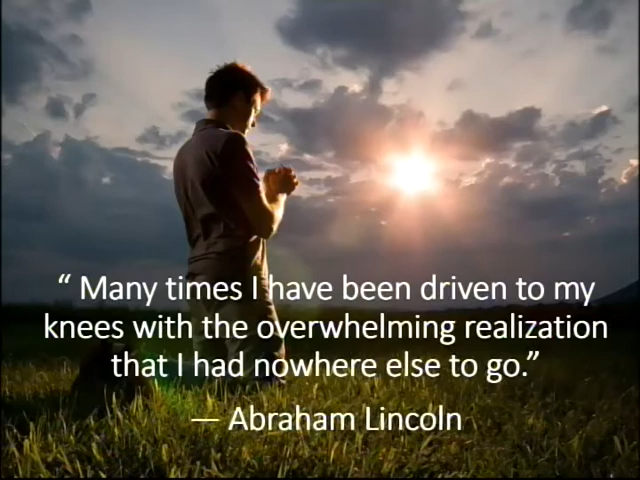 “ Many times I have been driven to my
knees with the overwhelming realization
that I had nowhere else to go.”
— Abraham Lincoln